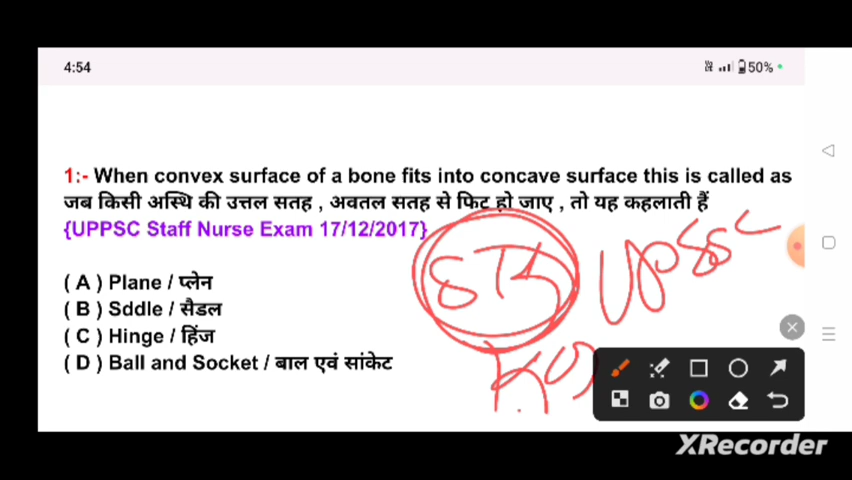 4:54
50%
1:- When convex surface of a bone fits into concave surface this is called as
जब किसी अस्थि की उत्तल सतह , अवतल सतह से फिट हो जाए , तो यह कहलाती हैं
{UPPSC Staff Nurse Exam 17/12/2017}
UPSSSC
( A ) Plane / प्लेन
( B ) Sddle / सैडल
( C ) Hinge / हिंज
( D ) Ball and Socket / बाल एवं सांकेट
XRecorder